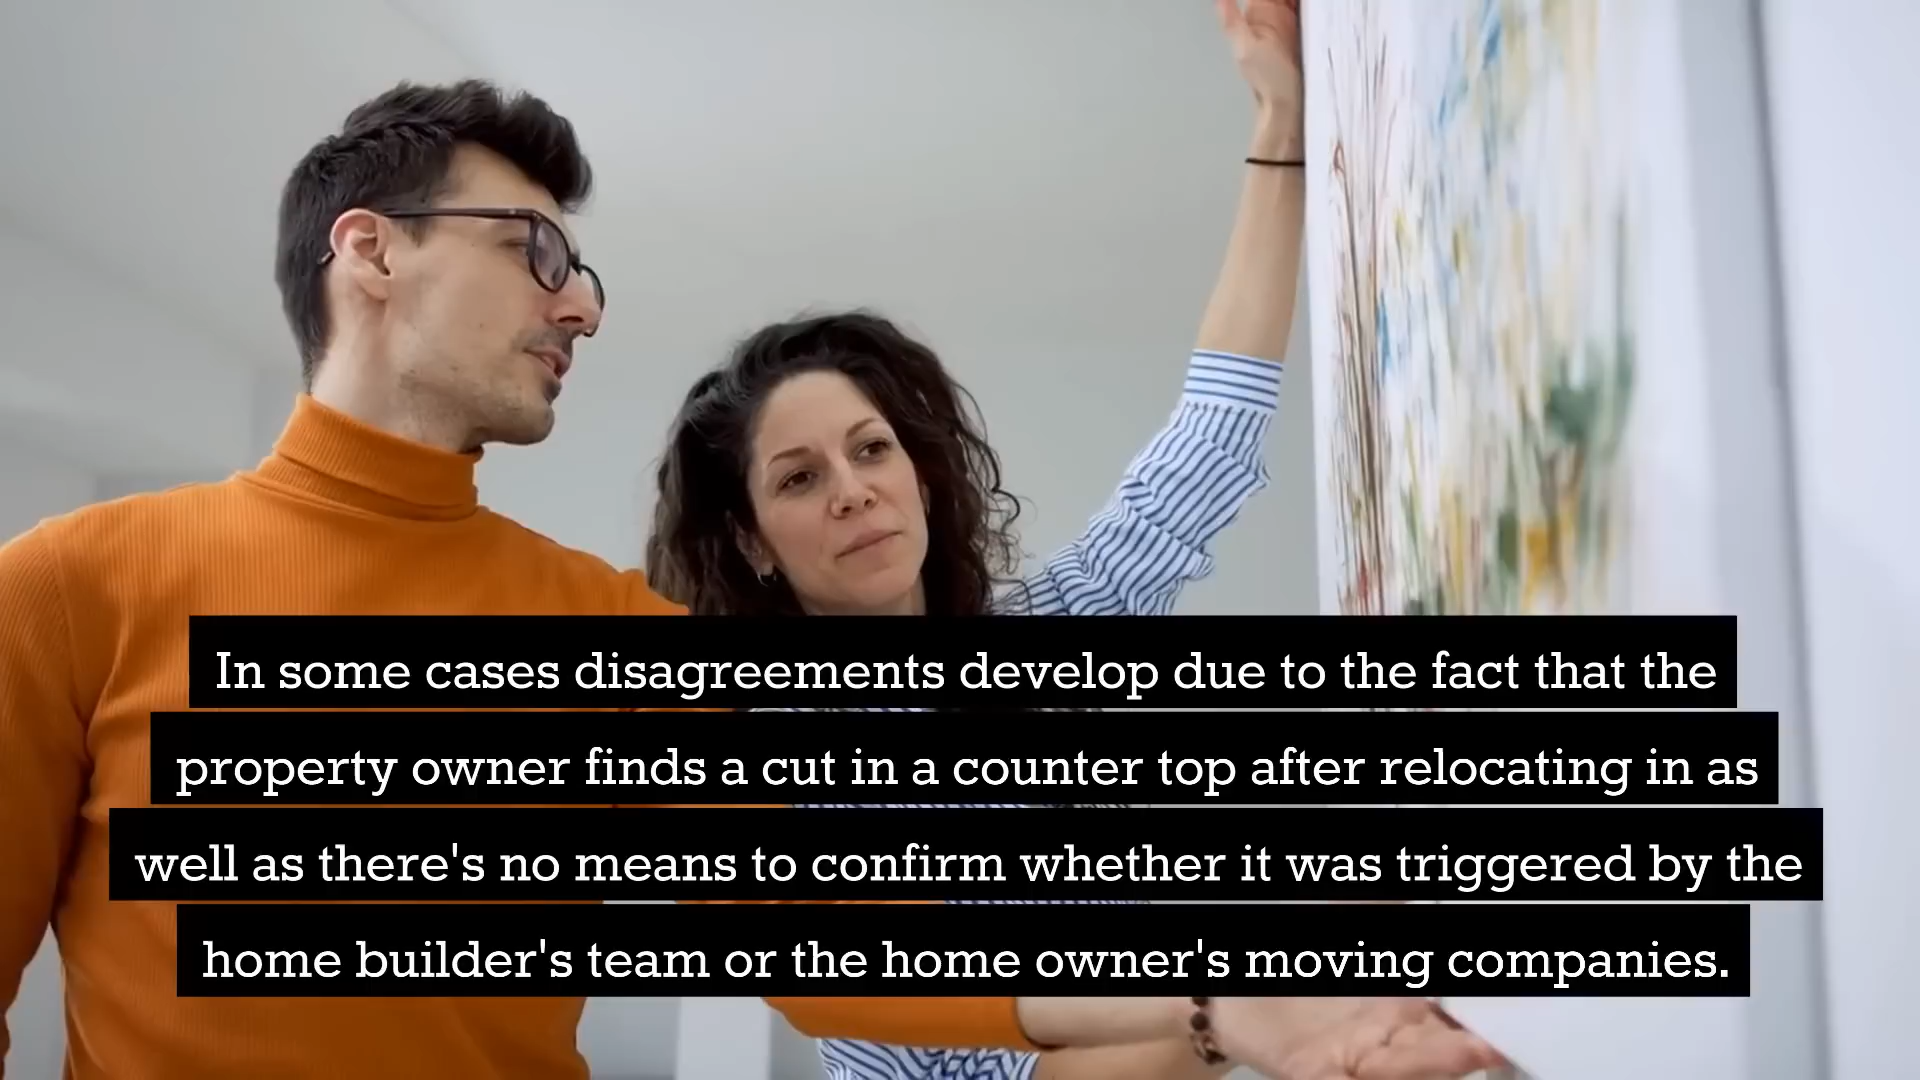 In some cases disagreements develop due to the fact that the
property owner finds a cut in a counter top after relocating in as
well as there's no means to confirm whether it was triggered by the
home builder's team or the home owner's moving companies.